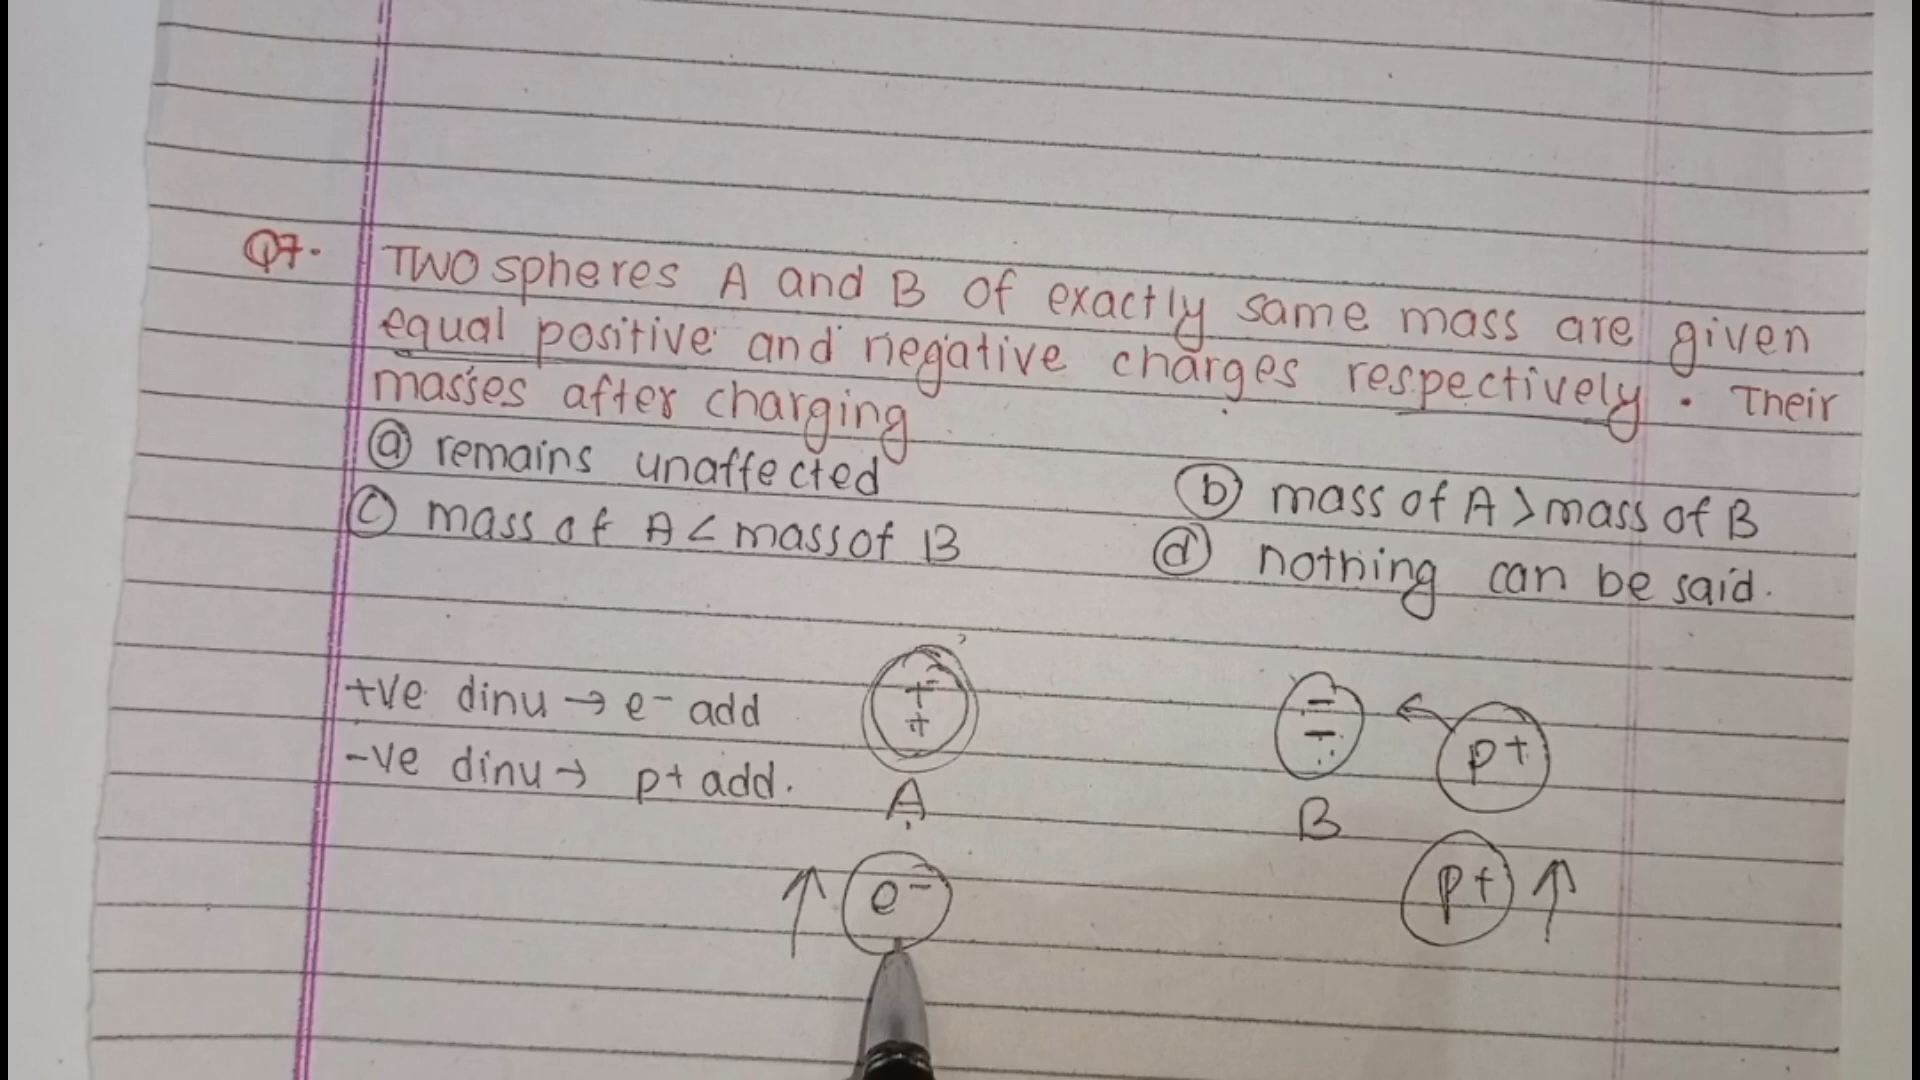 Q7. Two spheres A and B of exactly same mass are given
equal positive and negative charges respectively. Their
masses after charging
(a) remains unaffected
(b) mass of A > mass of B
(c) mass of A < mass of B
(d) nothing can be said.
+ve dinu → e⁻ add
-ve dinu → p+ add.
+
+
A
-
-
B
p+
e⁻
p+